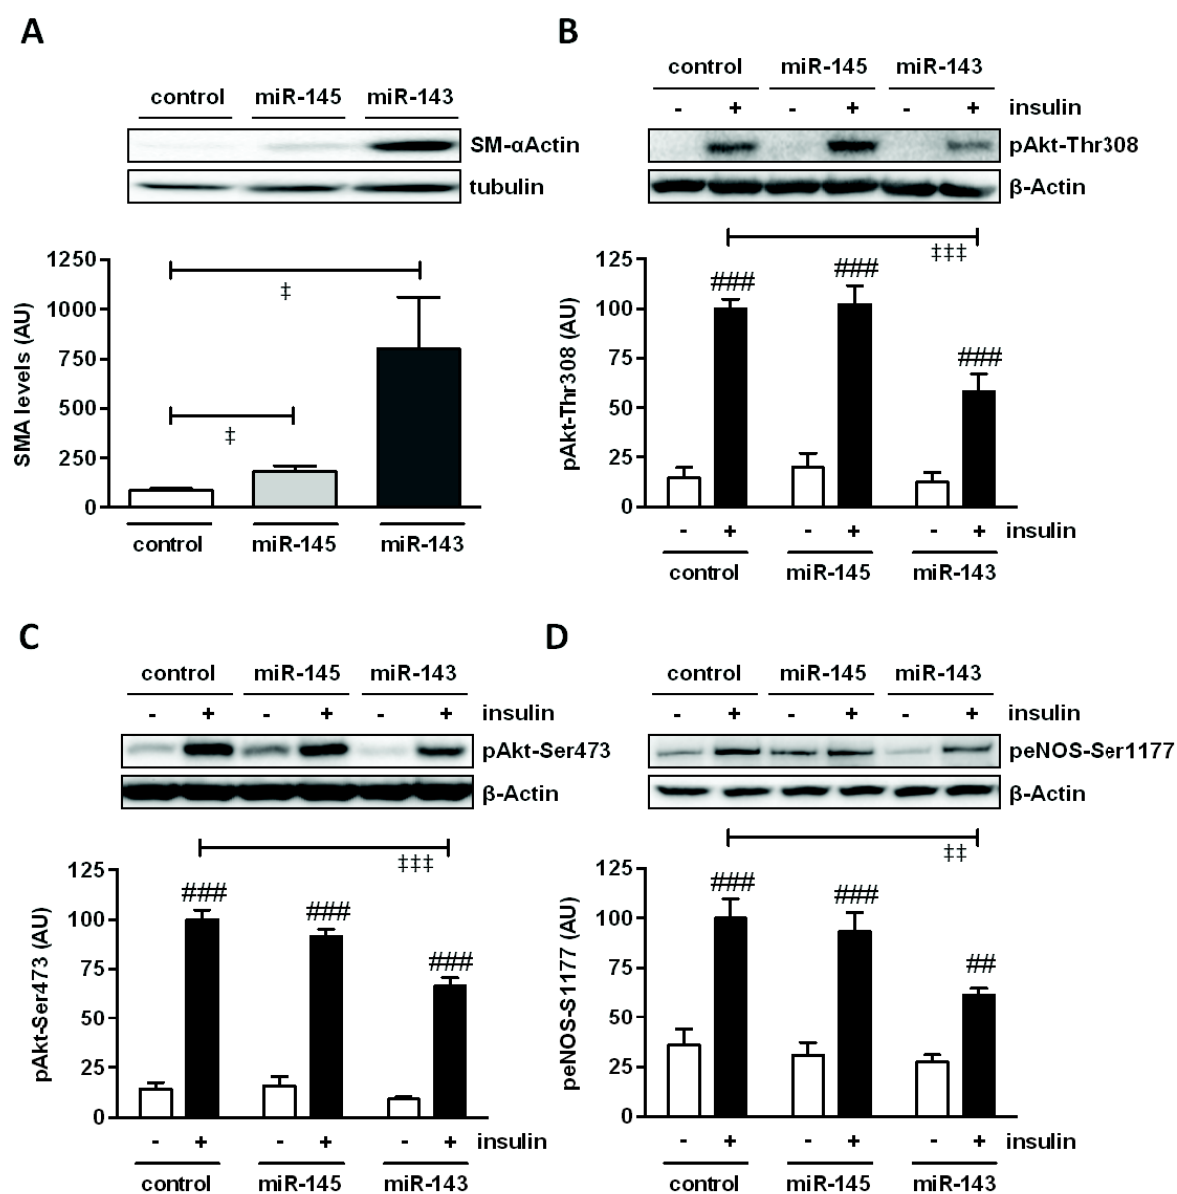 A
control miR-145 miR-143
SM-αActin
tubulin
1250
1000
750
500
250
0
SMA levels (AU)
‡
‡
control miR-145 miR-143
B
control miR-145 miR-143
- + - + - + insulin
pAkt-Thr308
β-Actin
‡‡‡
125
100
75
50
25
0
pAkt-Thr308 (AU)
### ### ###
- + - + - + insulin
control miR-145 miR-143
C
control miR-145 miR-143
- + - + - + insulin
pAkt-Ser473
β-Actin
‡‡‡
125
100
75
50
25
0
pAkt-Ser473 (AU)
### ### ###
- + - + - + insulin
control miR-145 miR-143
D
control miR-145 miR-143
- + - + - + insulin
peNOS-Ser1177
β-Actin
‡‡
125
100
75
50
25
0
peNOS-S1177 (AU)
### ### ##
- + - + - + insulin
control miR-145 miR-143